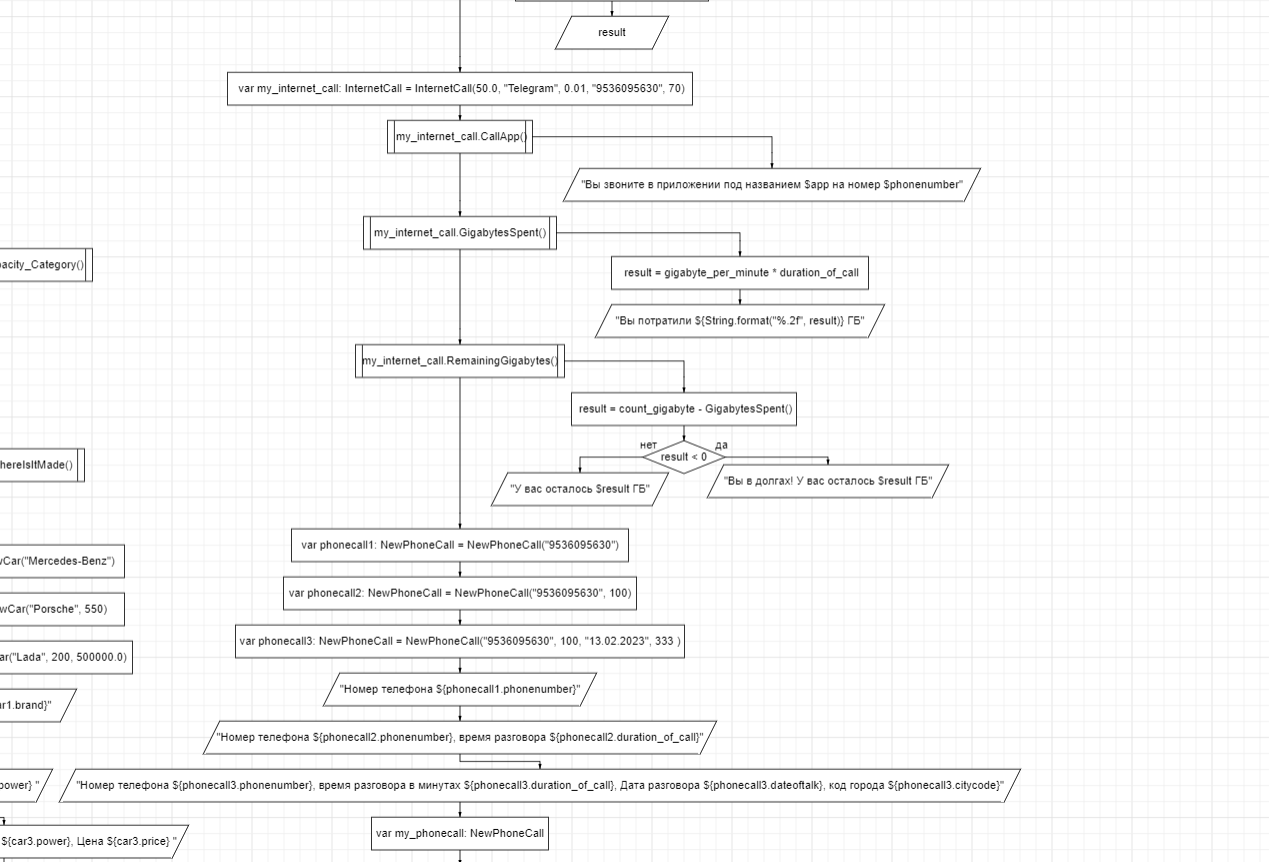 result
var my_internet_call: InternetCall = InternetCall(50.0, "Telegram", 0.01, "9536095630", 70)
my_internet_call.CallApp()
"Вы звоните в приложении под названием $app на номер $phonenumber"
my_internet_call.GigabytesSpent()
acity_Category()
result = gigabyte_per_minute * duration_of_call
"Вы потратили ${String.format("%.2f", result)} ГБ"
my_internet_call.RemainingGigabytes()
result = count_gigabyte - GigabytesSpent()
нет
да
result < 0
hereIsItMade()
"У вас осталось $result ГБ"
"Вы в долгах! У вас осталось $result ГБ"
var phonecall1: NewPhoneCall = NewPhoneCall("9536095630")
wCar("Mercedes-Benz")
var phonecall2: NewPhoneCall = NewPhoneCall("9536095630", 100)
wCar("Porsche", 550)
var phonecall3: NewPhoneCall = NewPhoneCall("9536095630", 100, "13.02.2023", 333 )
ar("Lada", 200, 500000.0)
"Номер телефона ${phonecall1.phonenumber}"
ar1.brand}"
"Номер телефона ${phonecall2.phonenumber}, время разговора ${phonecall2.duration_of_call}"
power} "
"Номер телефона ${phonecall3.phonenumber}, время разговора в минутах ${phonecall3.duration_of_call}, Дата разговора ${phonecall3.dateoftalk}, код города ${phonecall3.citycode}"
var my_phonecall: NewPhoneCall
${car3.power}, Цена ${car3.price} "